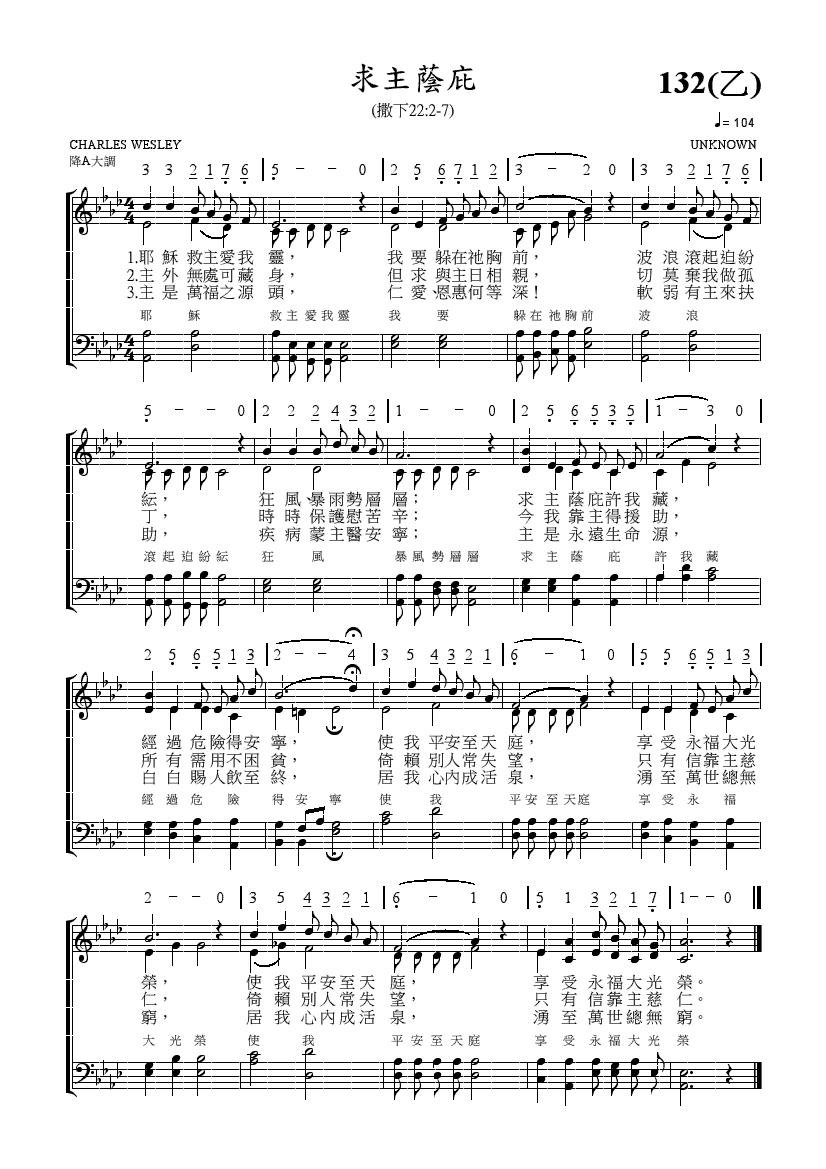 求主蔭庇
132(乙)
(撒下22:2-7)
♩= 104
CHARLES WESLEY
UNKNOWN
降A大調
3 3 2 1 7 6 | 5 - - 0 | 2 5 6 7 1 2 | 3 - 2 0 | 3 3 2 1 7 6 |
4 4
1.耶 穌 救主愛我 靈， 我 要 躲在祂胸 前， 波 浪 滾起迫紛
2.主 外 無處可藏 身， 但 求 與主日相 親， 切 莫 棄我做孤
3.主 是 萬福之源 頭， 仁 愛 恩惠何等 深！ 軟 弱 有主來扶
耶 穌 救主愛我靈 我 要 躲在祂胸前 波 浪
4 4
5 - - 0 | 2 2 2 4 3 2 | 1 - - 0 | 2 5 6 5 3 5 | 1 - 3 0 |
紜， 狂 風、暴雨勢層 層； 求 主 蔭庇許我 藏，
丁， 時 時 保護慰苦 辛； 今 我 靠主得援 助，
助， 疾 病 蒙主醫安 寧； 主 是 永遠生命 源，
滾起迫紛紜 狂 風 暴風勢層層 求 主 蔭 庇 許我藏
2 5 6 5 1 3 | 2 - - 4 | 3 5 4 3 2 1 | 6 - 1 0 | 5 5 6 5 1 3 |
經 過 危險得安 寧， 使 我 平安至天 庭， 享 受 永福大光
所 有 需用不困 貧， 倚 賴 別人常失 望， 只 有 信靠主慈
白 白 賜人飲至 終， 居 我 心內成活 泉， 湧 至 萬世總無
經 過 危 險 得 安 寧 使 我 平安至天庭 享 受 永 福
2 - - 0 | 3 5 4 3 2 1 | 6 - 1 0 | 5 1 3 2 1 7 | 1 - - 0
榮， 使 我 平安至天 庭， 享 受 永福大光 榮。
仁， 倚 賴 別人常失 望， 只 有 信靠主慈 仁。
窮， 居 我 心內成活 泉， 湧 至 萬世總無 窮。
大 光 榮 使 我 平安至天庭 享 受 永福大光 榮